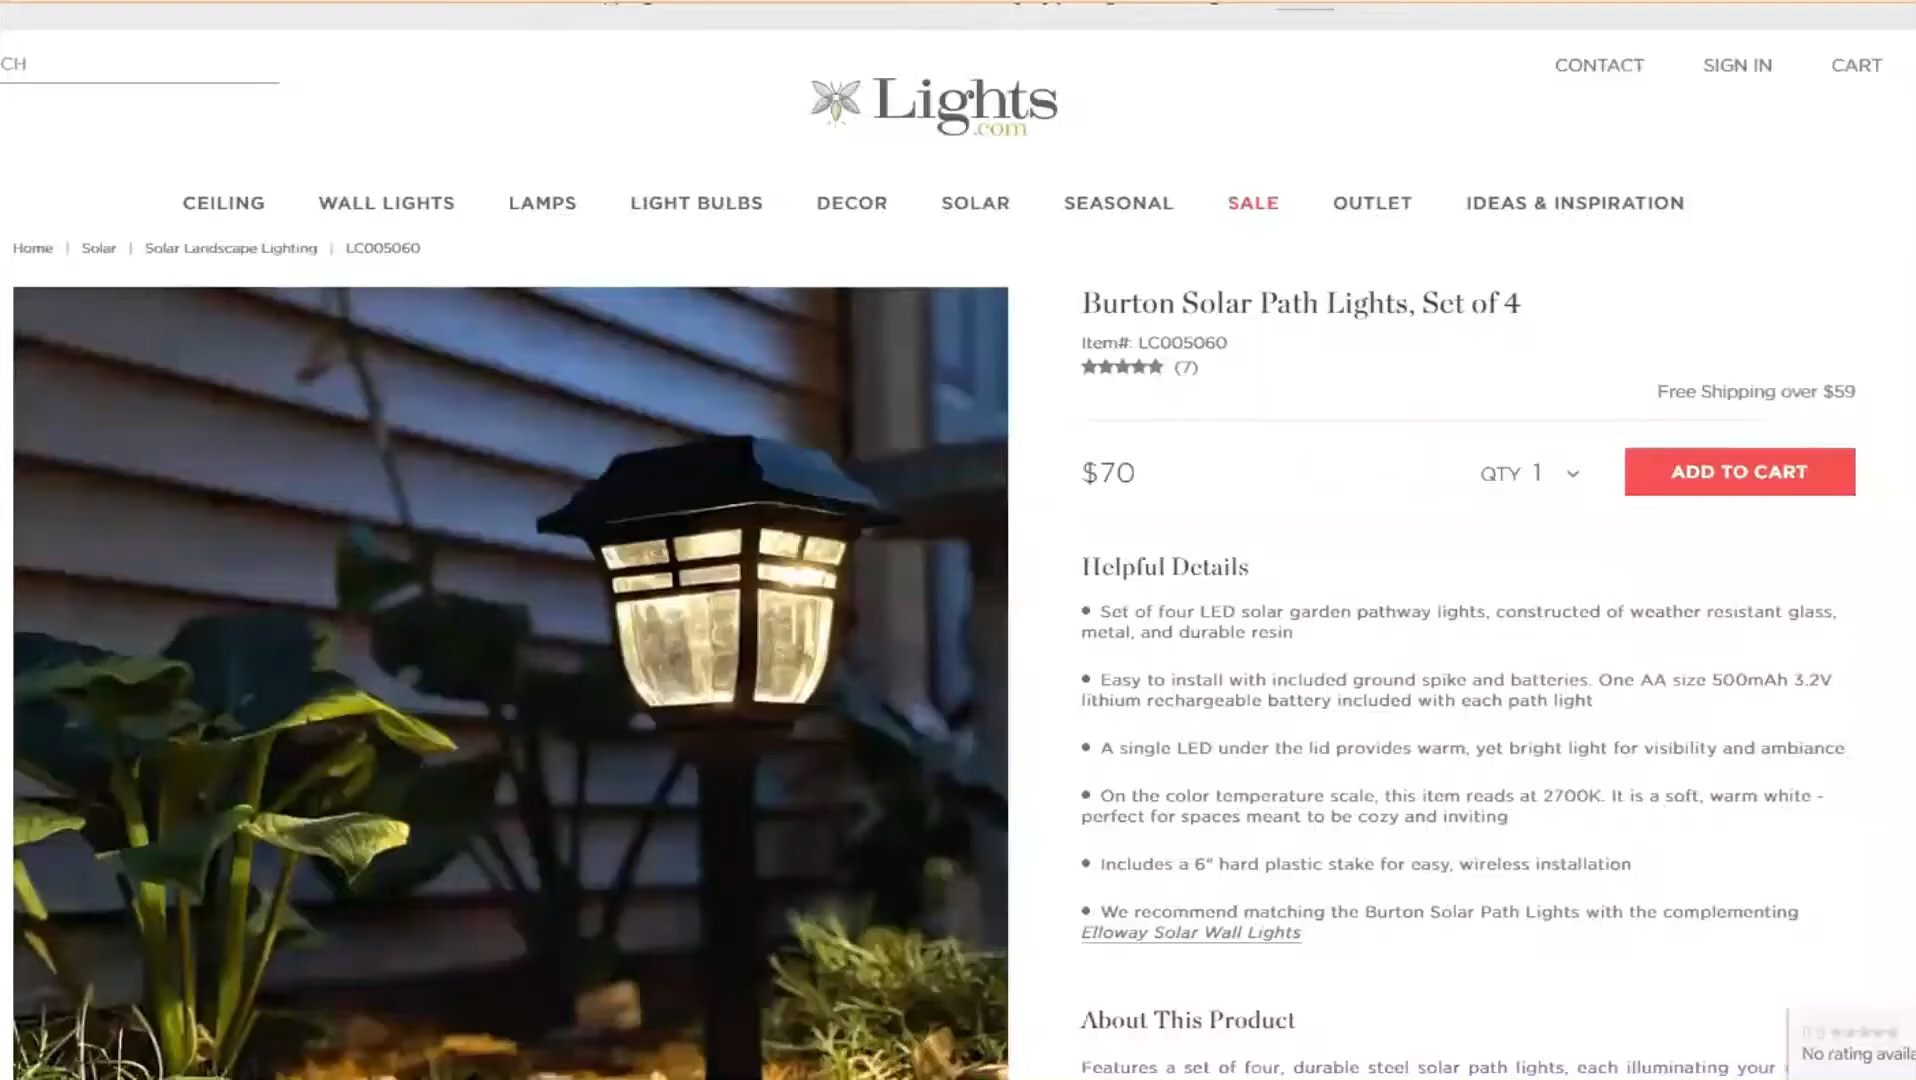 CH
CONTACT SIGN IN CART
Lights
.com
CEILING WALL LIGHTS LAMPS LIGHT BULBS DECOR SOLAR SEASONAL SALE OUTLET IDEAS & INSPIRATION
Home | Solar | Solar Landscape Lighting | LC005060
Burton Solar Path Lights, Set of 4
Item#: LC005060
(7)
Free Shipping over $59
$70 QTY 1 ADD TO CART
Helpful Details
• Set of four LED solar garden pathway lights, constructed of weather resistant glass,
metal, and durable resin
• Easy to install with included ground spike and batteries. One AA size 500mAh 3.2V
lithium rechargeable battery included with each path light
• A single LED under the lid provides warm, yet bright light for visibility and ambiance
• On the color temperature scale, this item reads at 2700K. It is a soft, warm white -
perfect for spaces meant to be cozy and inviting
• Includes a 6" hard plastic stake for easy, wireless installation
• We recommend matching the Burton Solar Path Lights with the complementing
Elloway Solar Wall Lights
About This Product
Features a set of four, durable steel solar path lights, each illuminating your
No rating availa